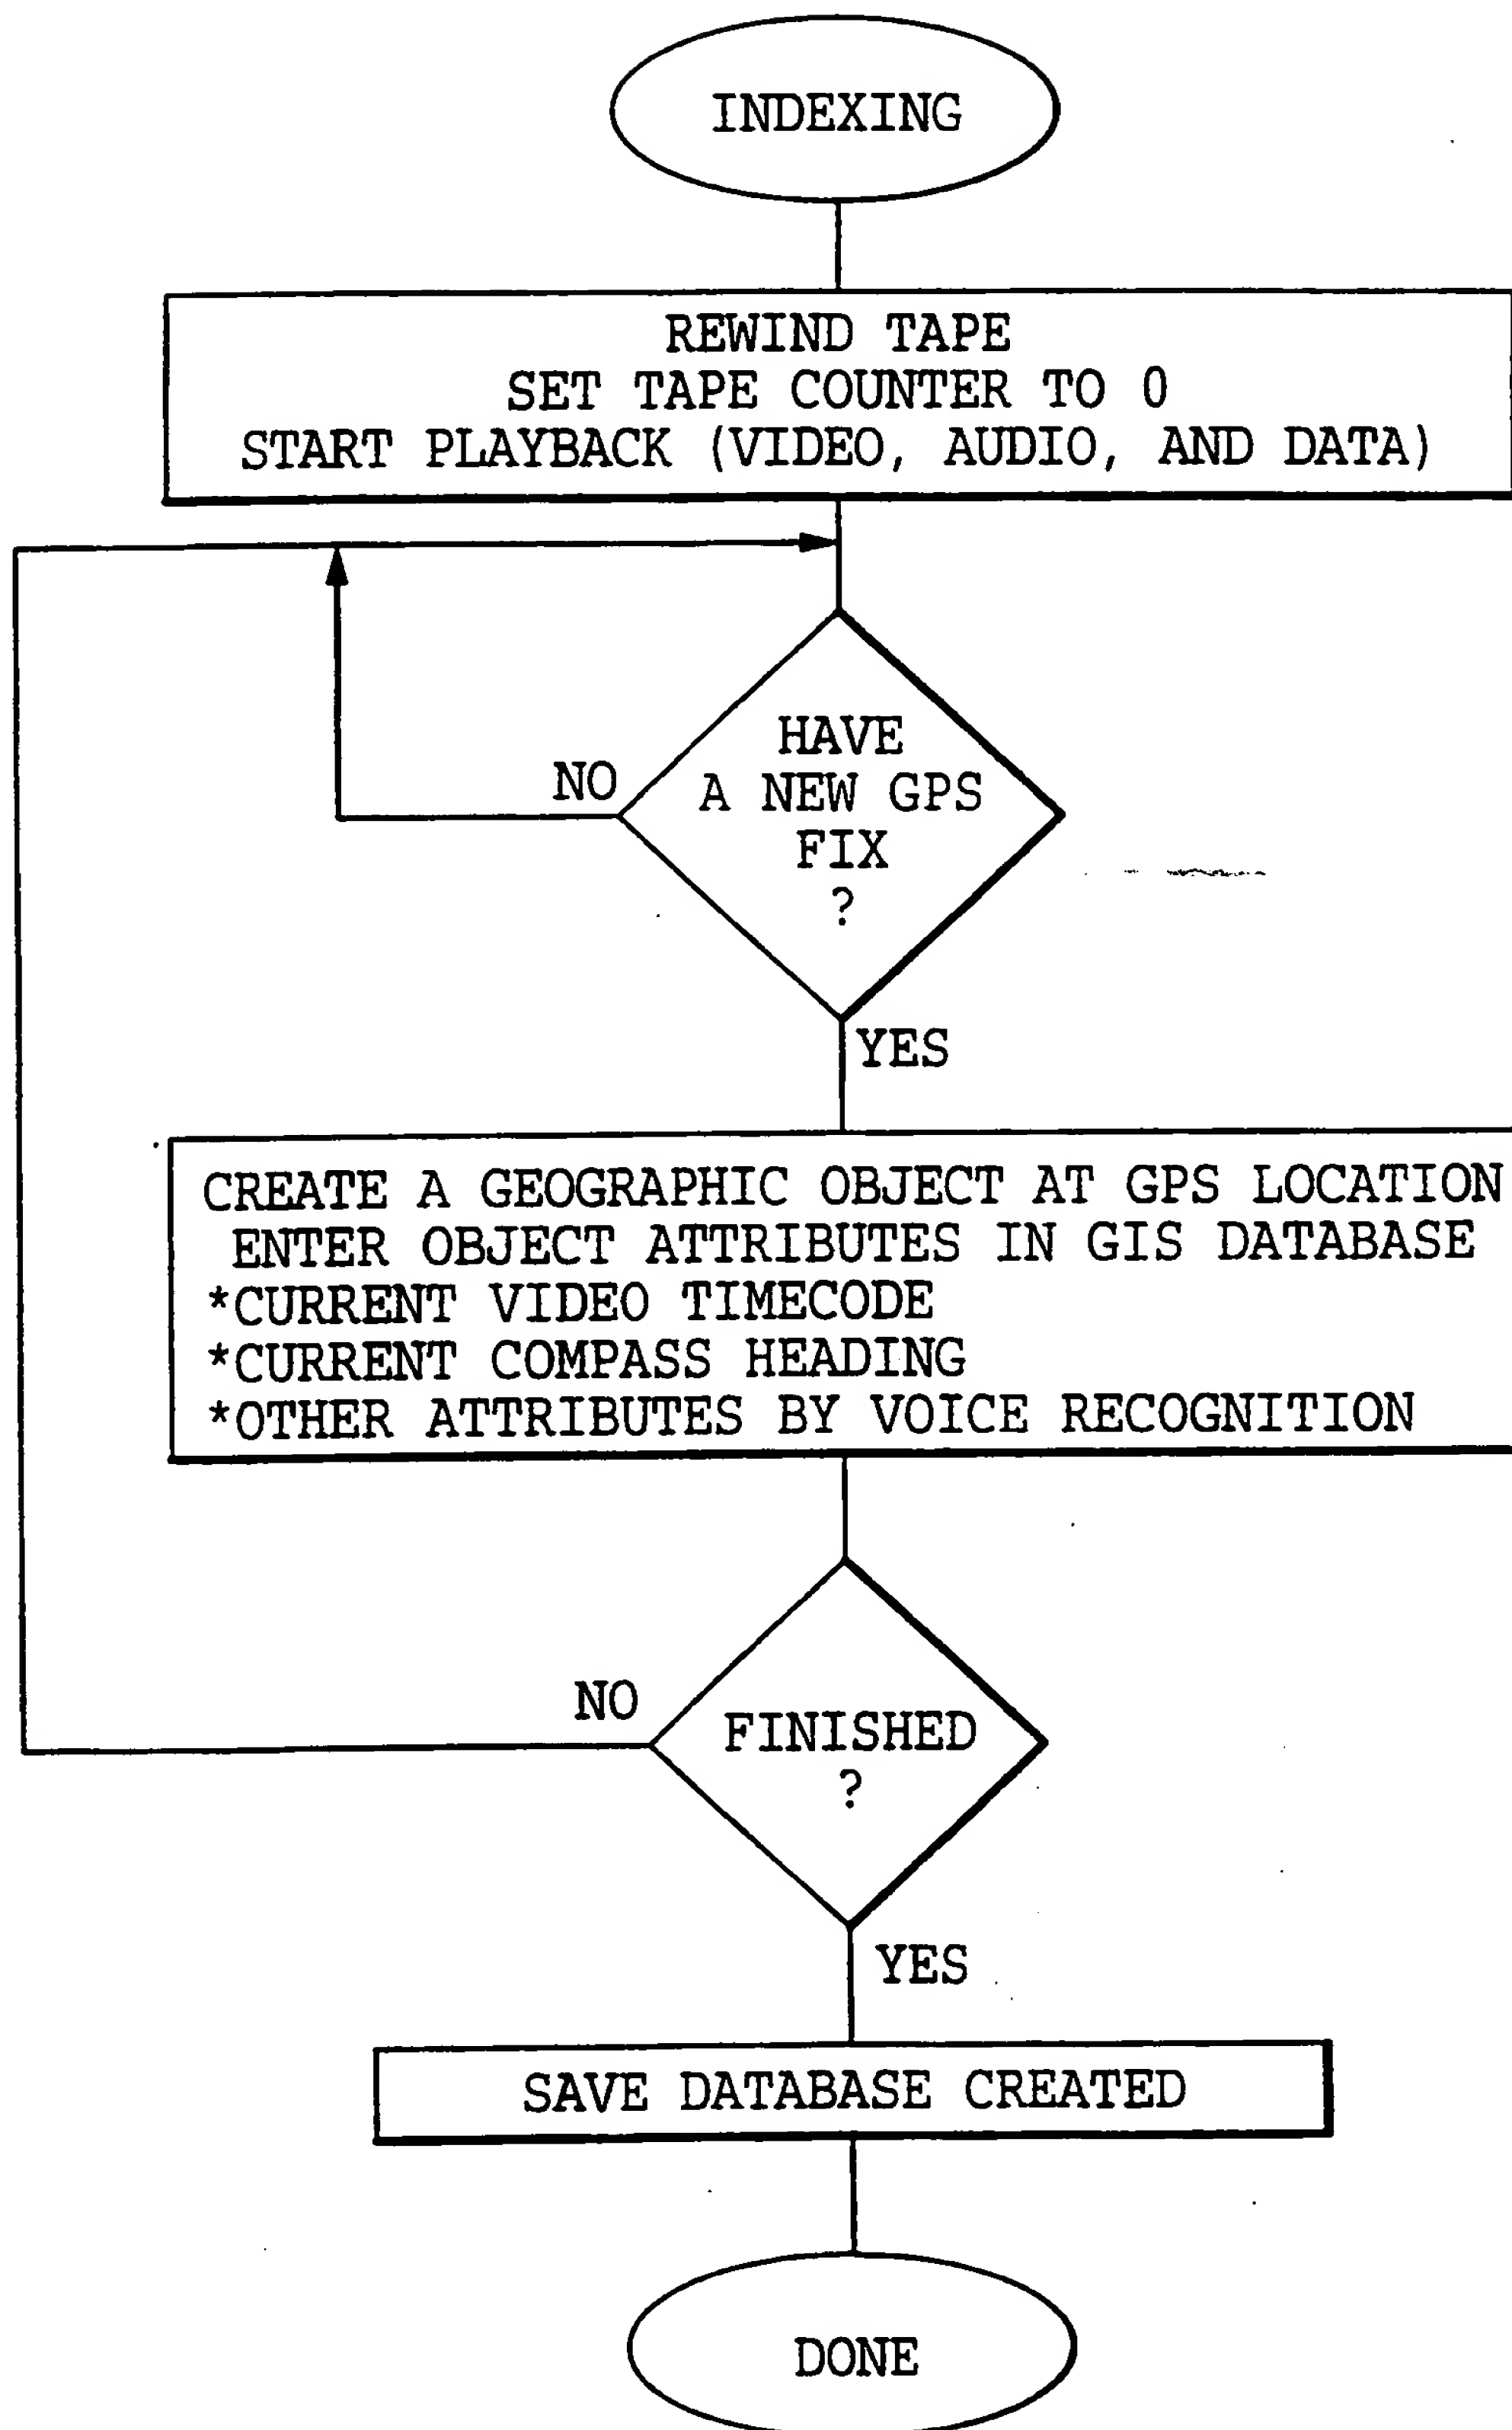 INDEXING
REWIND TAPE
SET TAPE COUNTER TO 0
START PLAYBACK (VIDEO, AUDIO, AND DATA)
HAVE
A NEW GPS
FIX
?
NO
YES
CREATE A GEOGRAPHIC OBJECT AT GPS LOCATION
ENTER OBJECT ATTRIBUTES IN GIS DATABASE
*CURRENT VIDEO TIMECODE
*CURRENT COMPASS HEADING
*OTHER ATTRIBUTES BY VOICE RECOGNITION
NO
FINISHED
?
YES
SAVE DATABASE CREATED
DONE